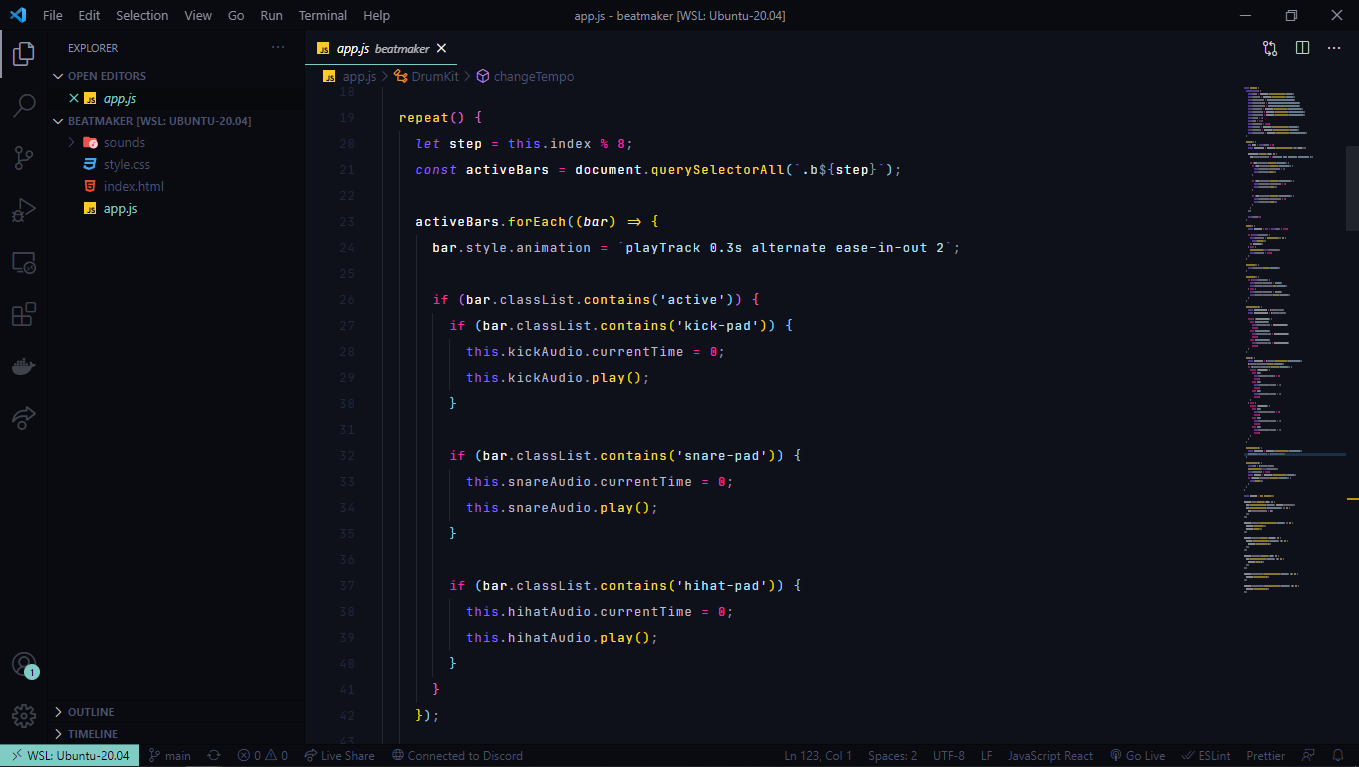 File Edit Selection View Go Run Terminal Help
app.js - beatmaker [WSL: Ubuntu-20.04]
EXPLORER
OPEN EDITORS
app.js
BEATMAKER [WSL: UBUNTU-20.04]
sounds
style.css
index.html
app.js
OUTLINE
TIMELINE
1
JS app.js beatmaker
JS app.js > DrumKit > changeTempo
18
19 repeat() {
20 let step = this.index % 8;
21 const activeBars = document.querySelectorAll(`.b${step}`);
22
23 activeBars.forEach((bar) => {
24 bar.style.animation = `playTrack 0.3s alternate ease-in-out 2`;
25
26 if (bar.classList.contains('active')) {
27 if (bar.classList.contains('kick-pad')) {
28 this.kickAudio.currentTime = 0;
29 this.kickAudio.play();
30 }
31
32 if (bar.classList.contains('snare-pad')) {
33 this.snareAudio.currentTime = 0;
34 this.snareAudio.play();
35 }
36
37 if (bar.classList.contains('hihat-pad')) {
38 this.hihatAudio.currentTime = 0;
39 this.hihatAudio.play();
40 }
41 }
42 });
43
WSL: Ubuntu-20.04 main 0 0 Live Share Connected to Discord Ln 123, Col 1 Spaces: 2 UTF-8 LF JavaScript React Go Live ESLint Prettier